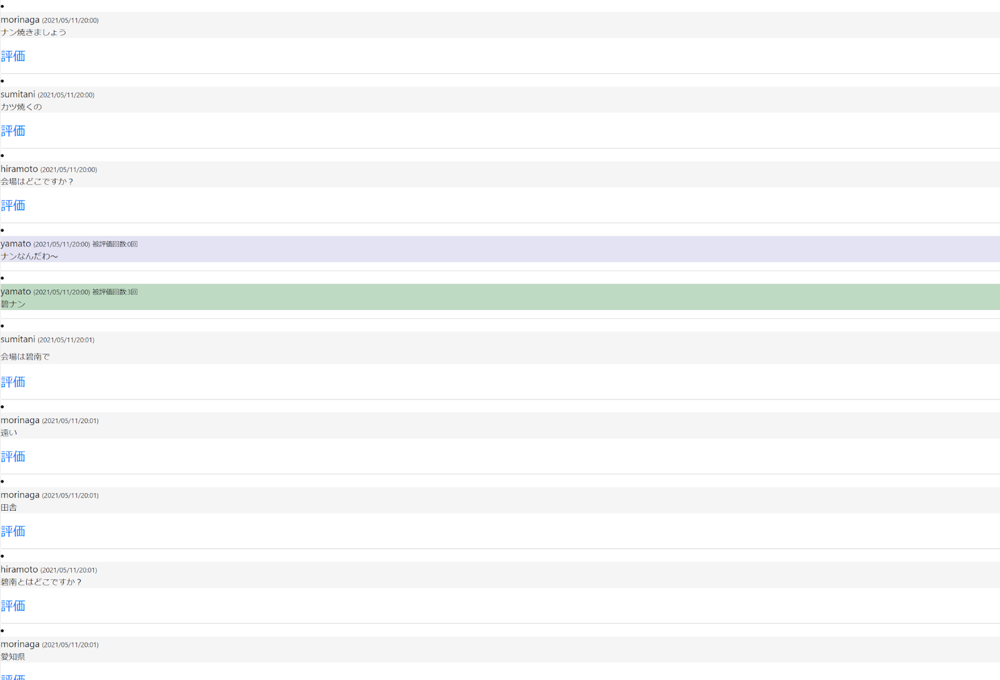 morinaga (2021/05/11/20:00)
ナン焼きましょう
評価
sumitani (2021/05/11/20:00)
カツ焼くの
評価
hiramoto (2021/05/11/20:00)
会場はどこですか？
評価
yamato (2021/05/11/20:00) 被評価回数:0回
ナンなんだわ～
yamato (2021/05/11/20:00) 被評価回数:3回
碧ナン
sumitani (2021/05/11/20:01)
会場は碧南で
評価
morinaga (2021/05/11/20:01)
遠い
評価
morinaga (2021/05/11/20:01)
田舎
評価
hiramoto (2021/05/11/20:01)
碧南とはどこですか？
評価
morinaga (2021/05/11/20:01)
愛知県
評価